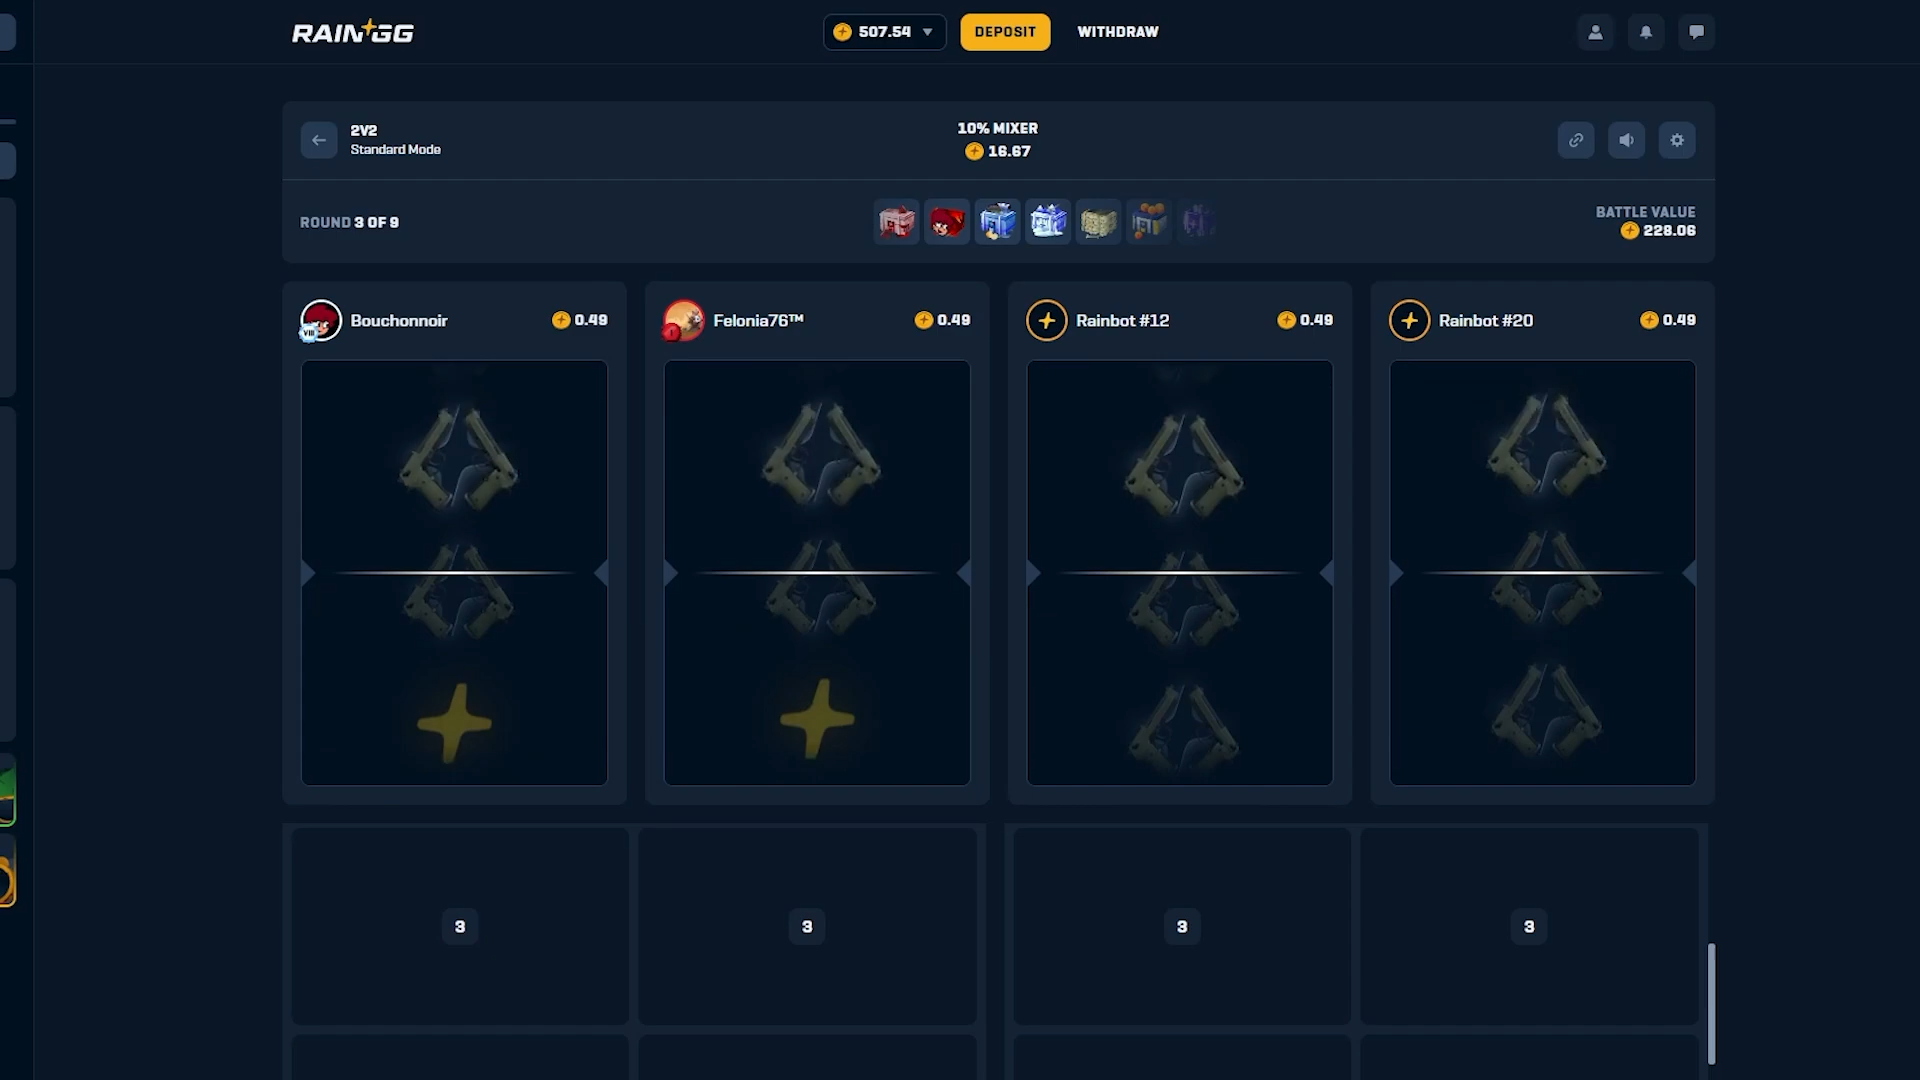 RAIN GG
507.54
DEPOSIT
WITHDRAW
2V2
Standard Mode
10% MIXER
16.67
ROUND 3 OF 9
BATTLE VALUE
228.06
Bouchonnoir
0.49
Felonia76™
0.49
Rainbot #12
0.49
Rainbot #20
0.49
VIII
3
3
3
3